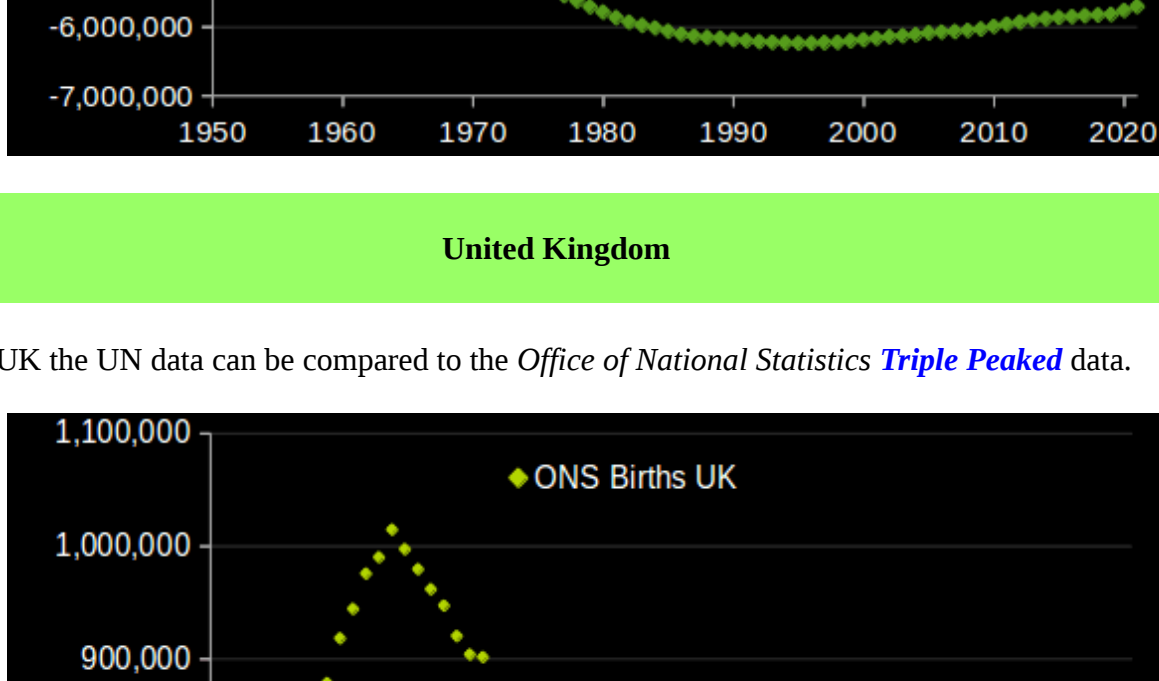 -6,000,000
-7,000,000
1950 1960 1970 1980 1990 2000 2010 2020
United Kingdom
UK the UN data can be compared to the Office of National Statistics Triple Peaked data.
1,100,000
ONS Births UK
1,000,000
900,000